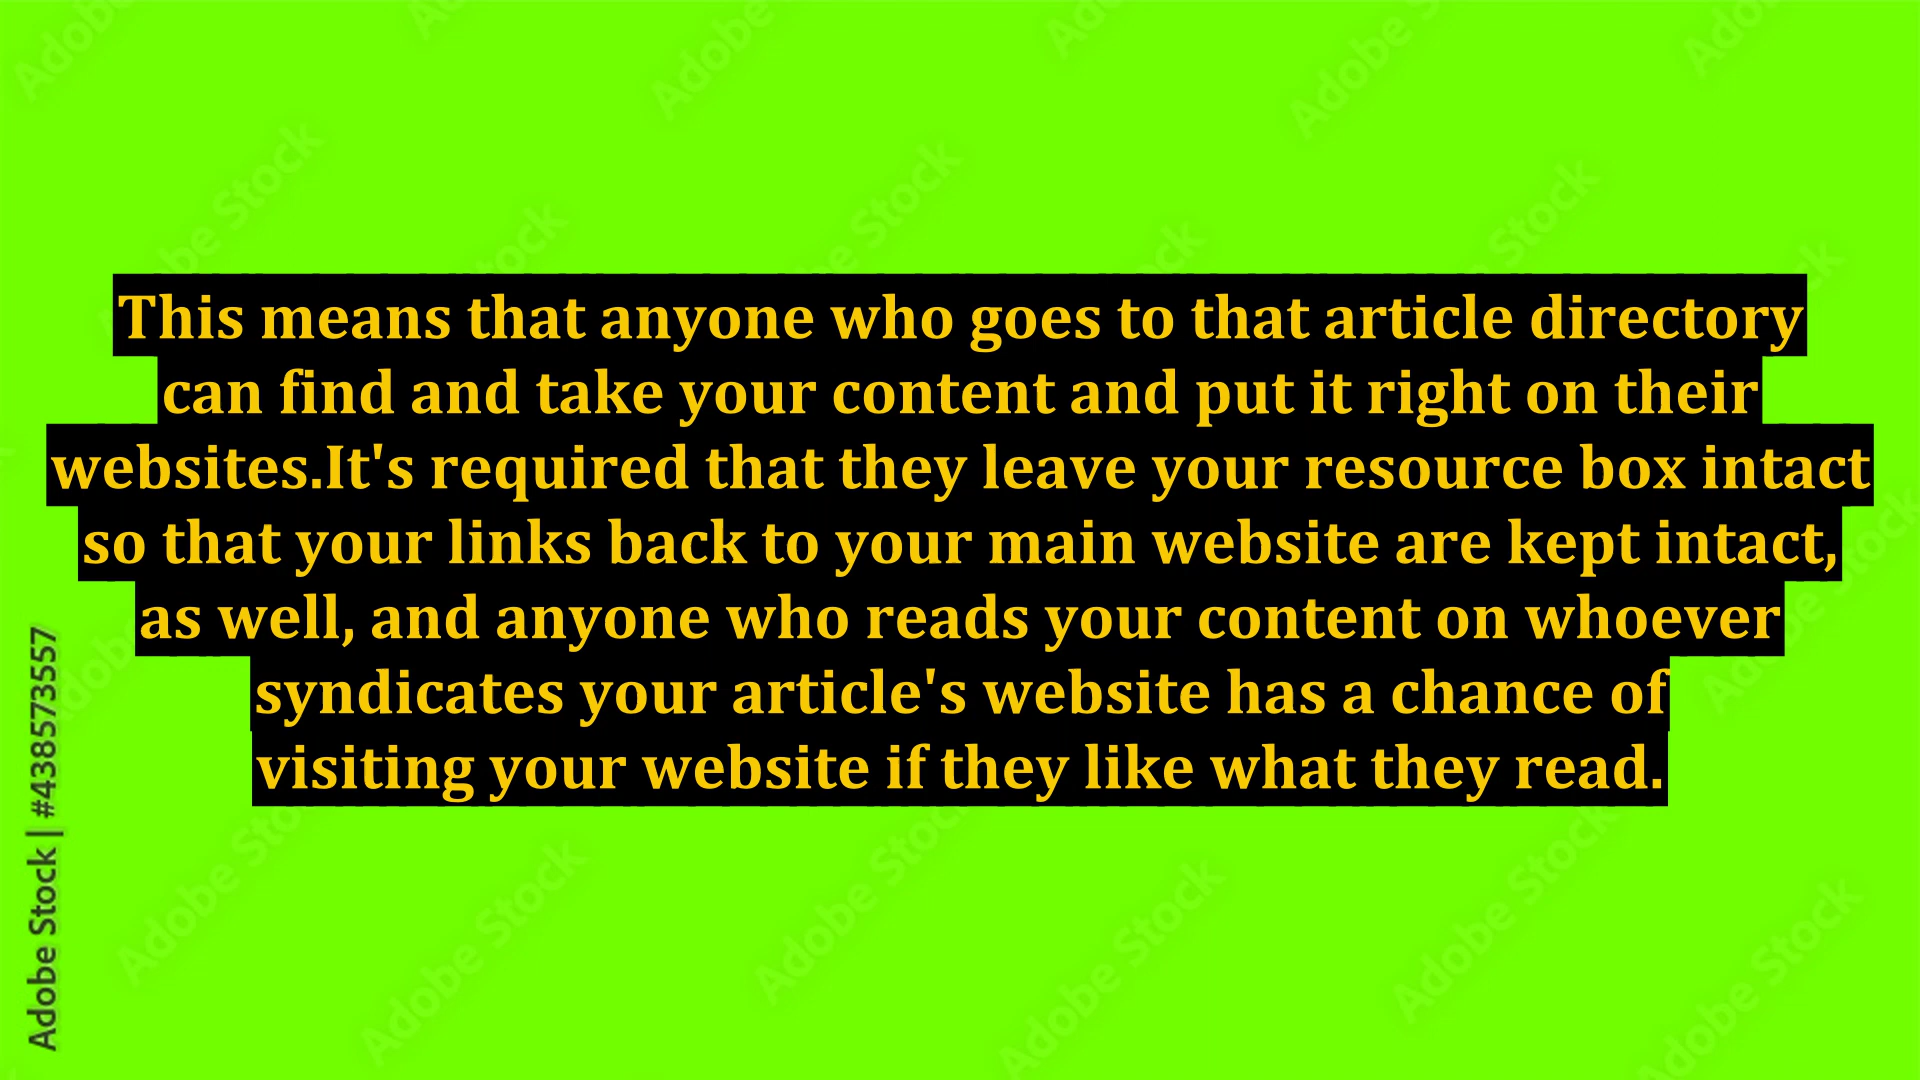 This means that anyone who goes to that article directory
can find and take your content and put it right on their
websites.It's required that they leave your resource box intact
so that your links back to your main website are kept intact,
as well, and anyone who reads your content on whoever
syndicates your article's website has a chance of
visiting your website if they like what they read.
Adobe Stock | #438573557